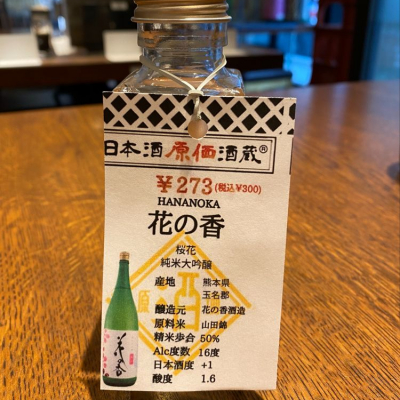 日本酒原価酒蔵®
¥273(税込¥300)
HANANOKA
花の香
桜花
純米大吟醸
産地 熊本県
玉名郡
醸造元 花の香酒造
原料米 山田錦
精米歩合 50%
Alc度数 16度
日本酒度 +1
酸度 1.6
花の香